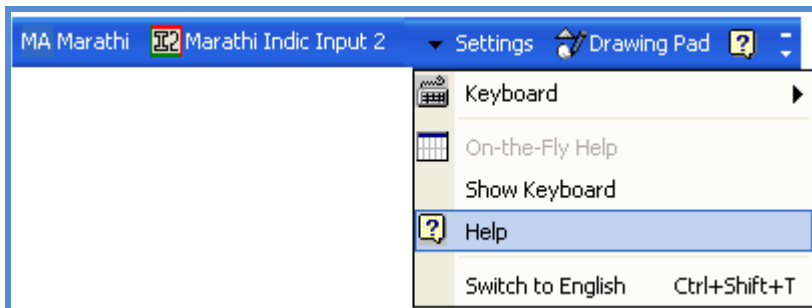 MA Marathi Marathi Indic Input 2 Settings Drawing Pad
Keyboard
On-the-Fly Help
Show Keyboard
Help
Switch to English Ctrl+Shift+T